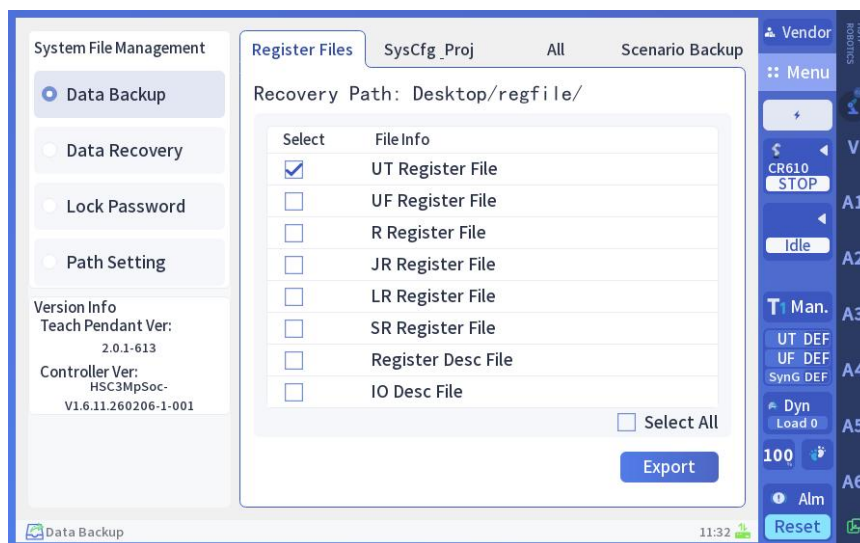 System File Management
Data Backup
Data Recovery
Lock Password
Path Setting
Version Info
Teach Pendant Ver:
2.0.1-613
Controller Ver:
HSC3MpSoc-
V1.6.11.260206-1-001
Register Files
SysCfg_Proj
All
Scenario Backup
Recovery Path: Desktop/regfile/
Select File Info
UT Register File
UF Register File
R Register File
JR Register File
LR Register File
SR Register File
Register Desc File
IO Desc File
Select All
Export
Data Backup
11:32
Vendor
Menu
CR610
STOP
Idle
T1 Man.
UT DEF
UF DEF
SynG DEF
Dyn
Load 0
100%
Alm
Reset
ROBOTICS
V
A1
A2
A3
A4
A5
A6